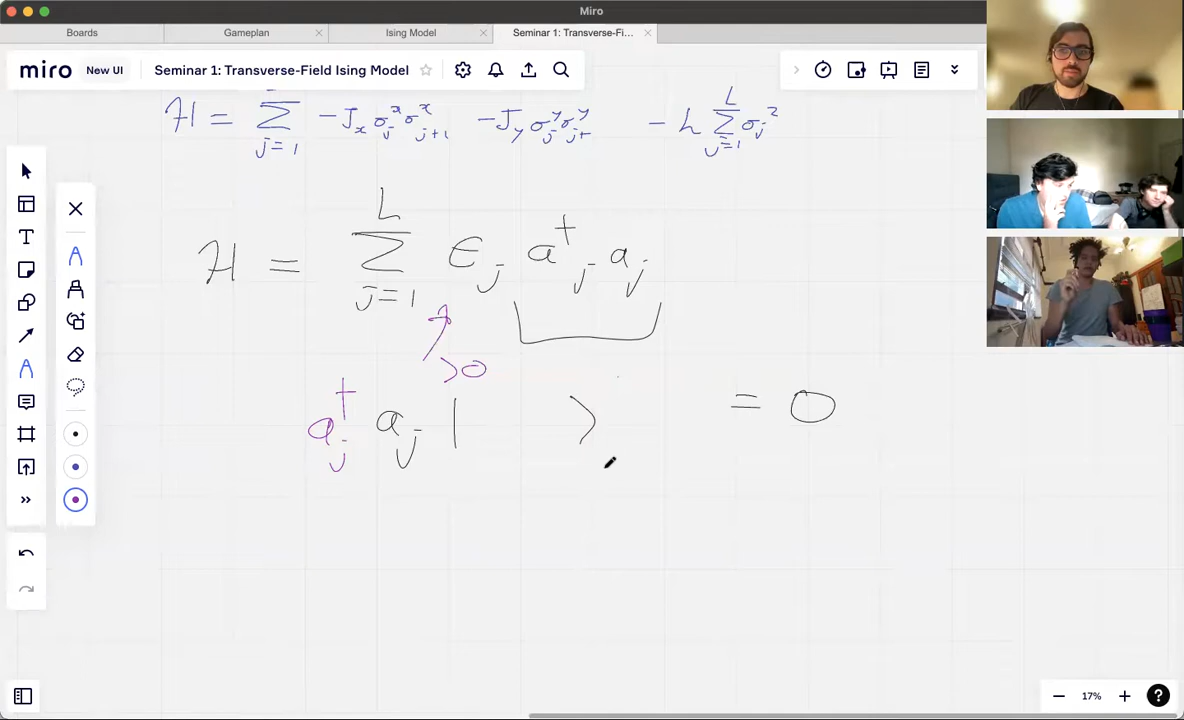 Miro
Boards
Gameplan
Ising Model
Seminar 1: Transverse-Fi...
miro
New UI
Seminar 1: Transverse-Field Ising Model
H = Σ_{j=1} -J_x σ_j^x σ_{j+1}^x - J_y σ_j^y σ_{j+}^y - h Σ_{j=1}^L σ_j^z
H = Σ_{j=1}^L ϵ_j a†_j a_j
>0
a_j† a_j | > = 0
17%